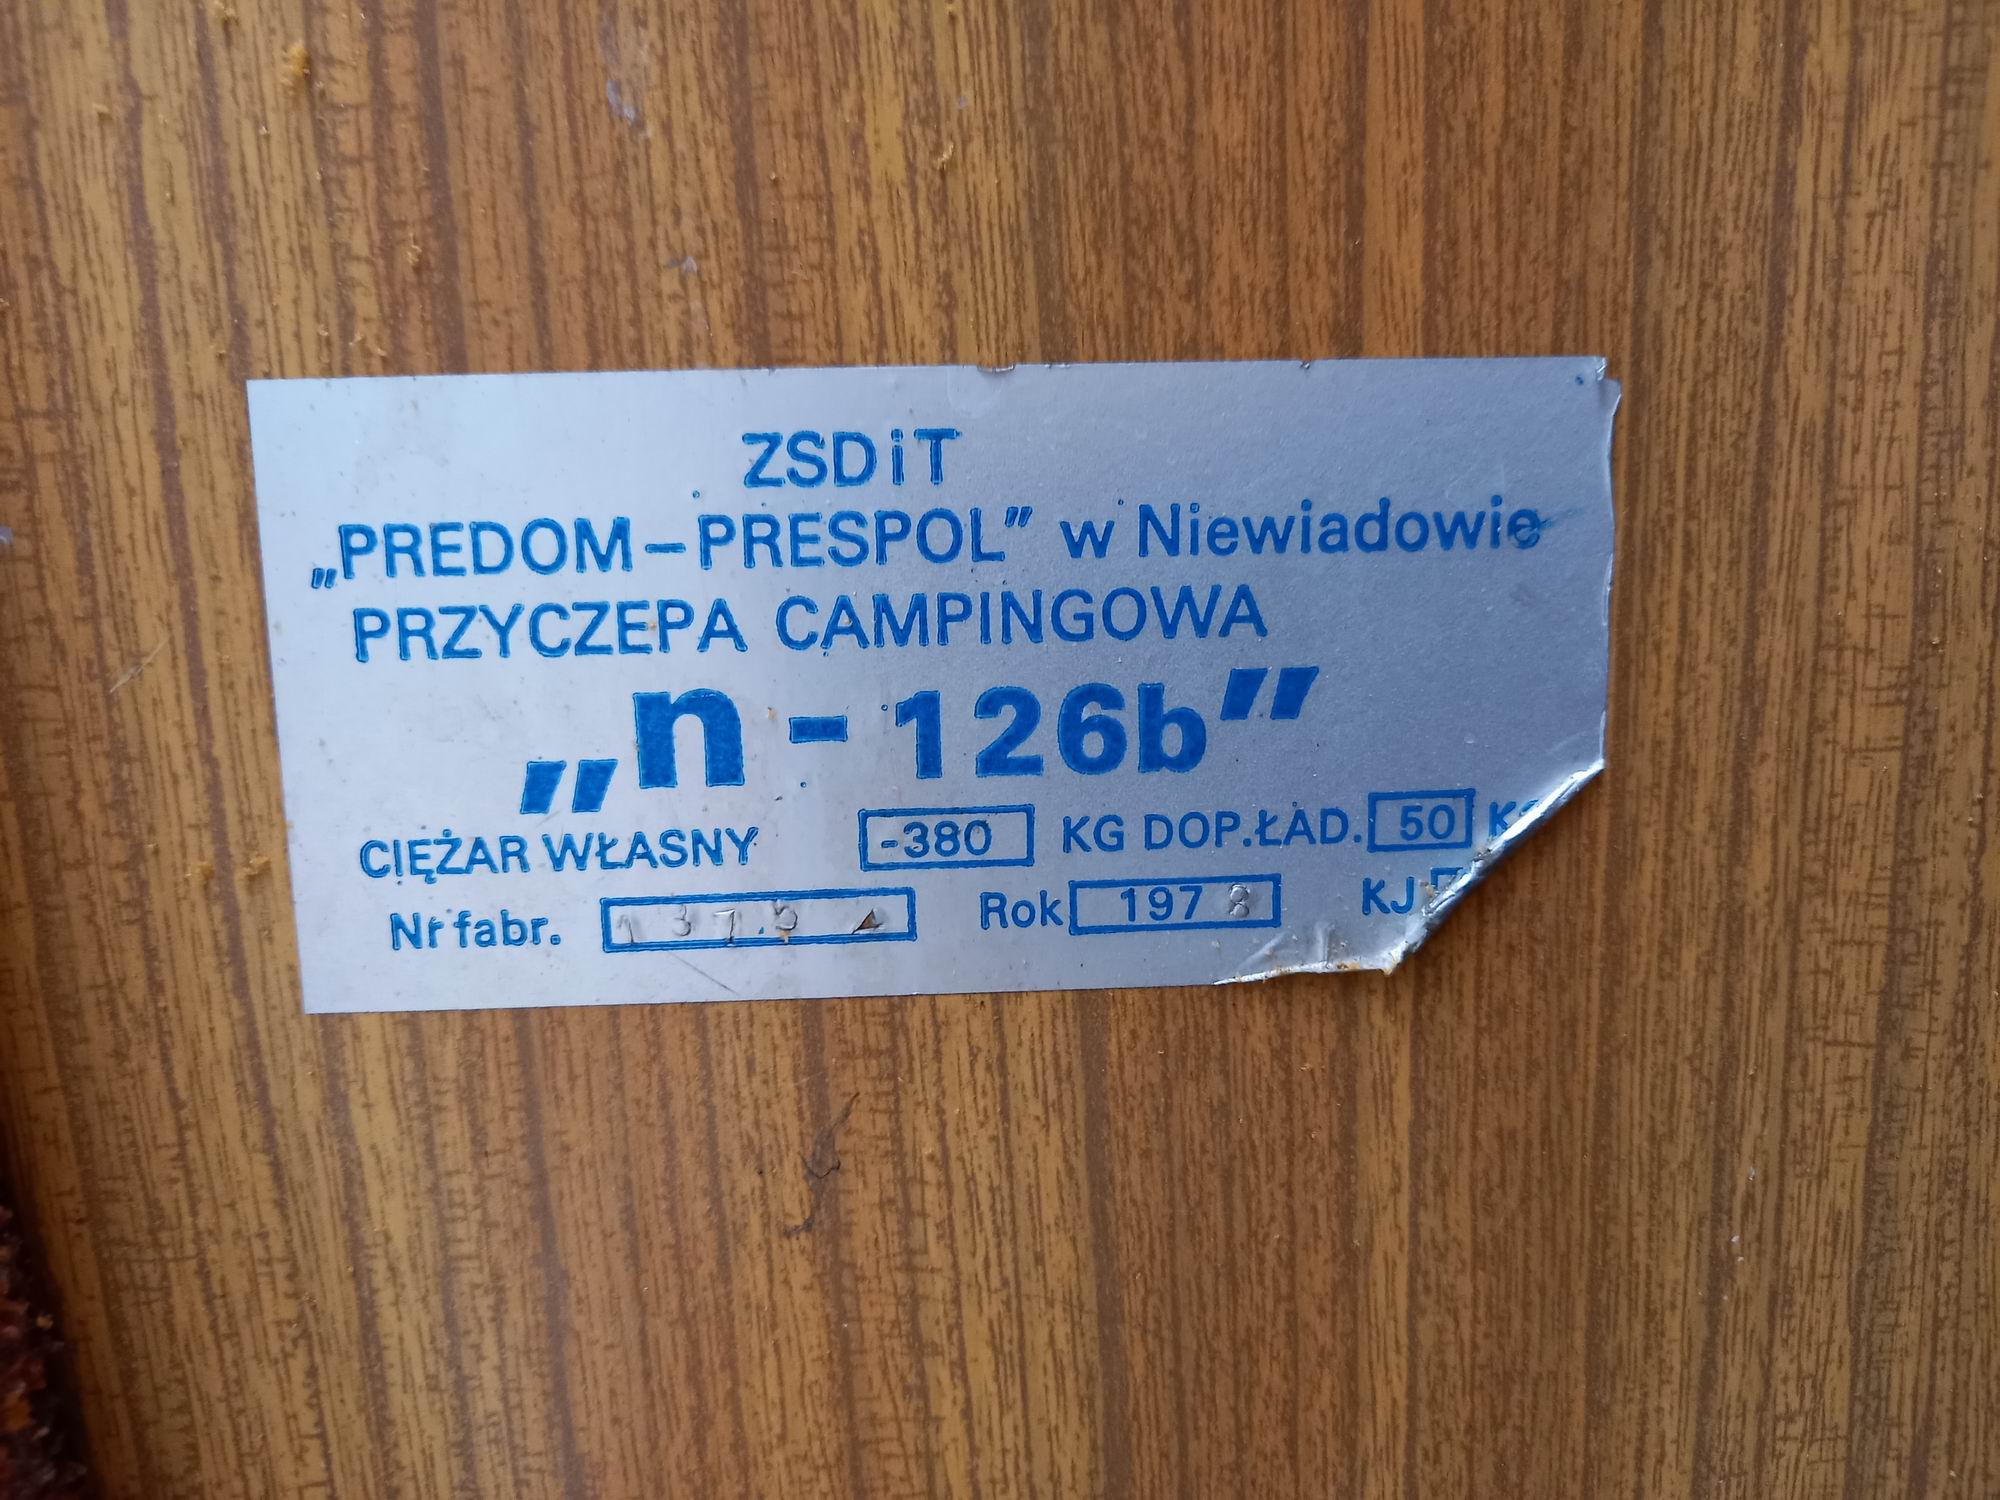 ZSDiT
„PREDOM–PRESPOL” w Niewiadowie
PRZYCZEPA CAMPINGOWA
„n-126b”
CIĘŻAR WŁASNY -380 KG DOP.ŁAD. 50
Nr fabr. Rok 1978 KJ